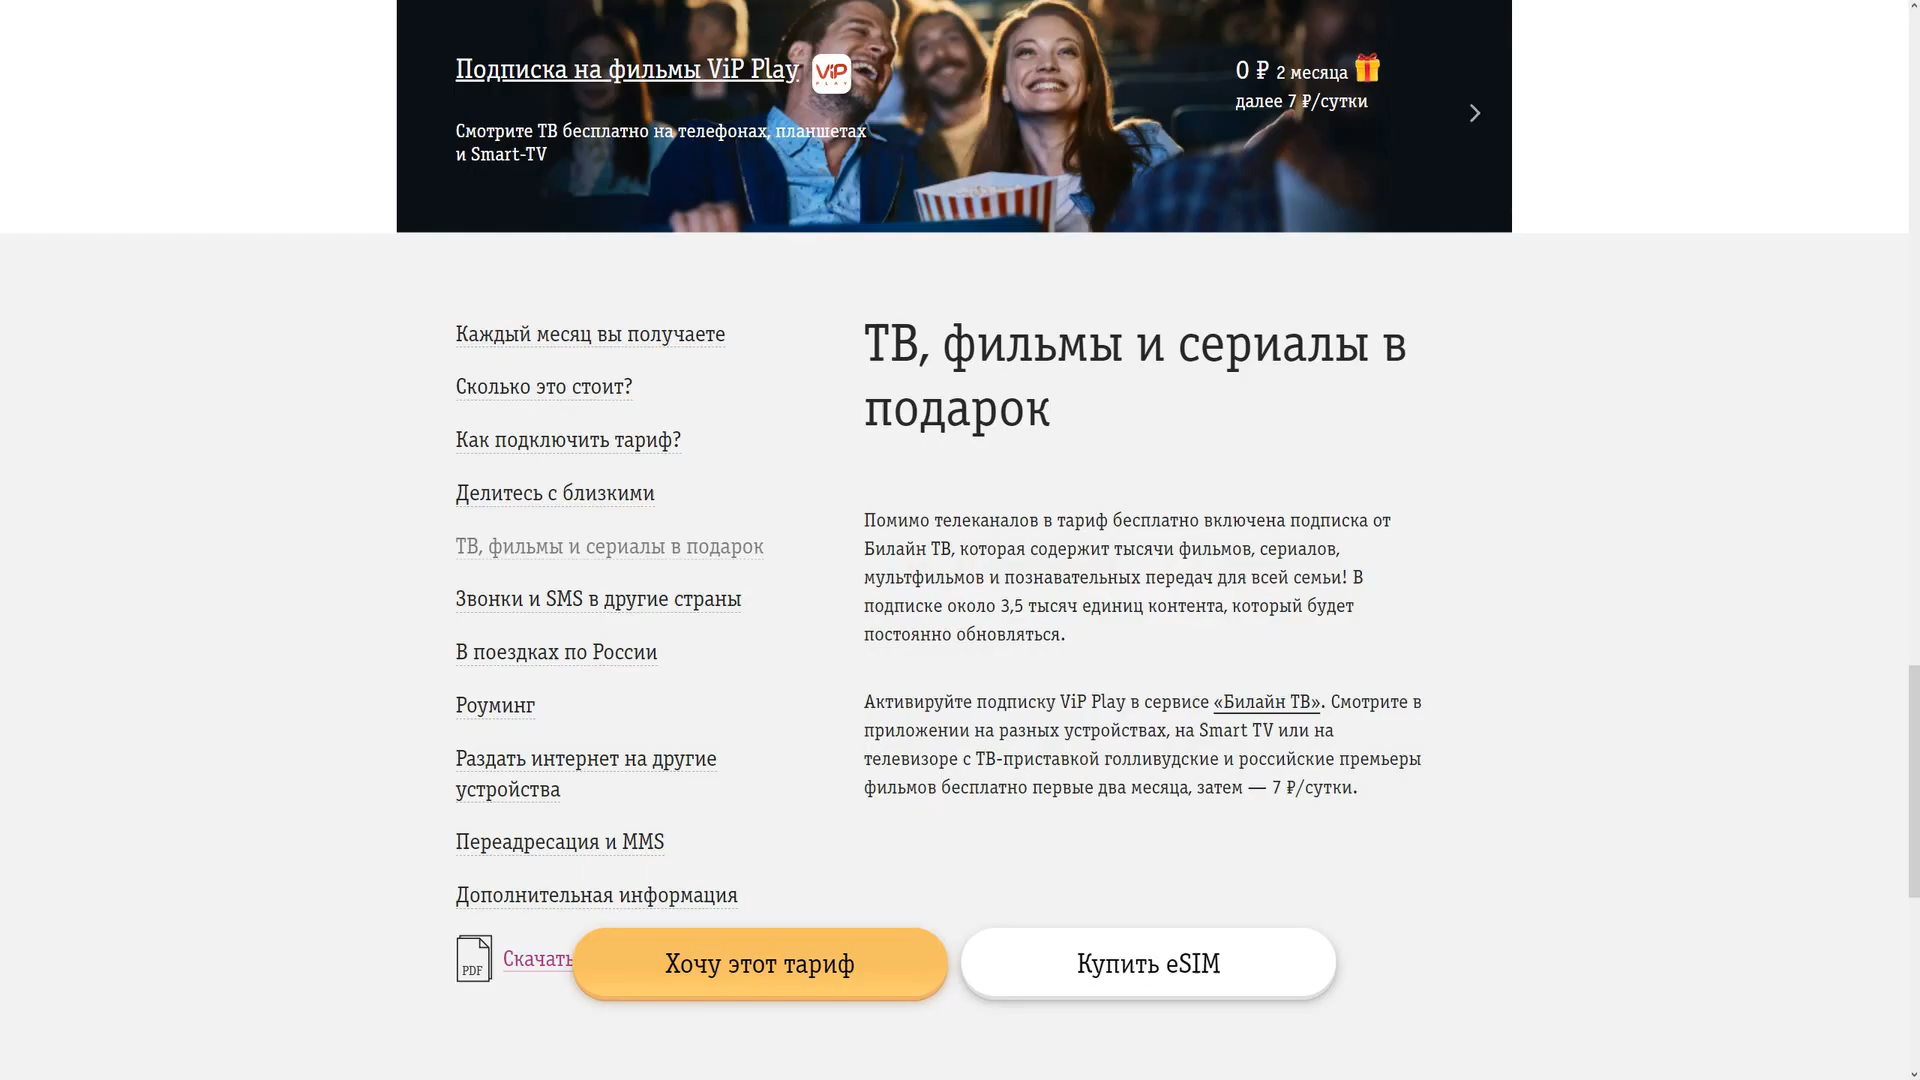 Подписка на фильмы ViP Play
ViP
PLAY
0 ₽ 2 месяца
далее 7 ₽/сутки
Смотрите ТВ бесплатно на телефонах, планшетах
и Smart-TV
Каждый месяц вы получаете
Сколько это стоит?
Как подключить тариф?
Делитесь с близкими
ТВ, фильмы и сериалы в подарок
Звонки и SMS в другие страны
В поездках по России
Роуминг
Раздать интернет на другие
устройства
Переадресация и MMS
Дополнительная информация
PDF
Скачать
ТВ, фильмы и сериалы в
подарок
Помимо телеканалов в тариф бесплатно включена подписка от
Билайн ТВ, которая содержит тысячи фильмов, сериалов,
мультфильмов и познавательных передач для всей семьи! В
подписке около 3,5 тысяч единиц контента, который будет
постоянно обновляться.
Активируйте подписку ViP Play в сервисе «Билайн ТВ». Смотрите в
приложении на разных устройствах, на Smart TV или на
телевизоре с ТВ-приставкой голливудские и российские премьеры
фильмов бесплатно первые два месяца, затем — 7 ₽/сутки.
Хочу этот тариф
Купить eSIM